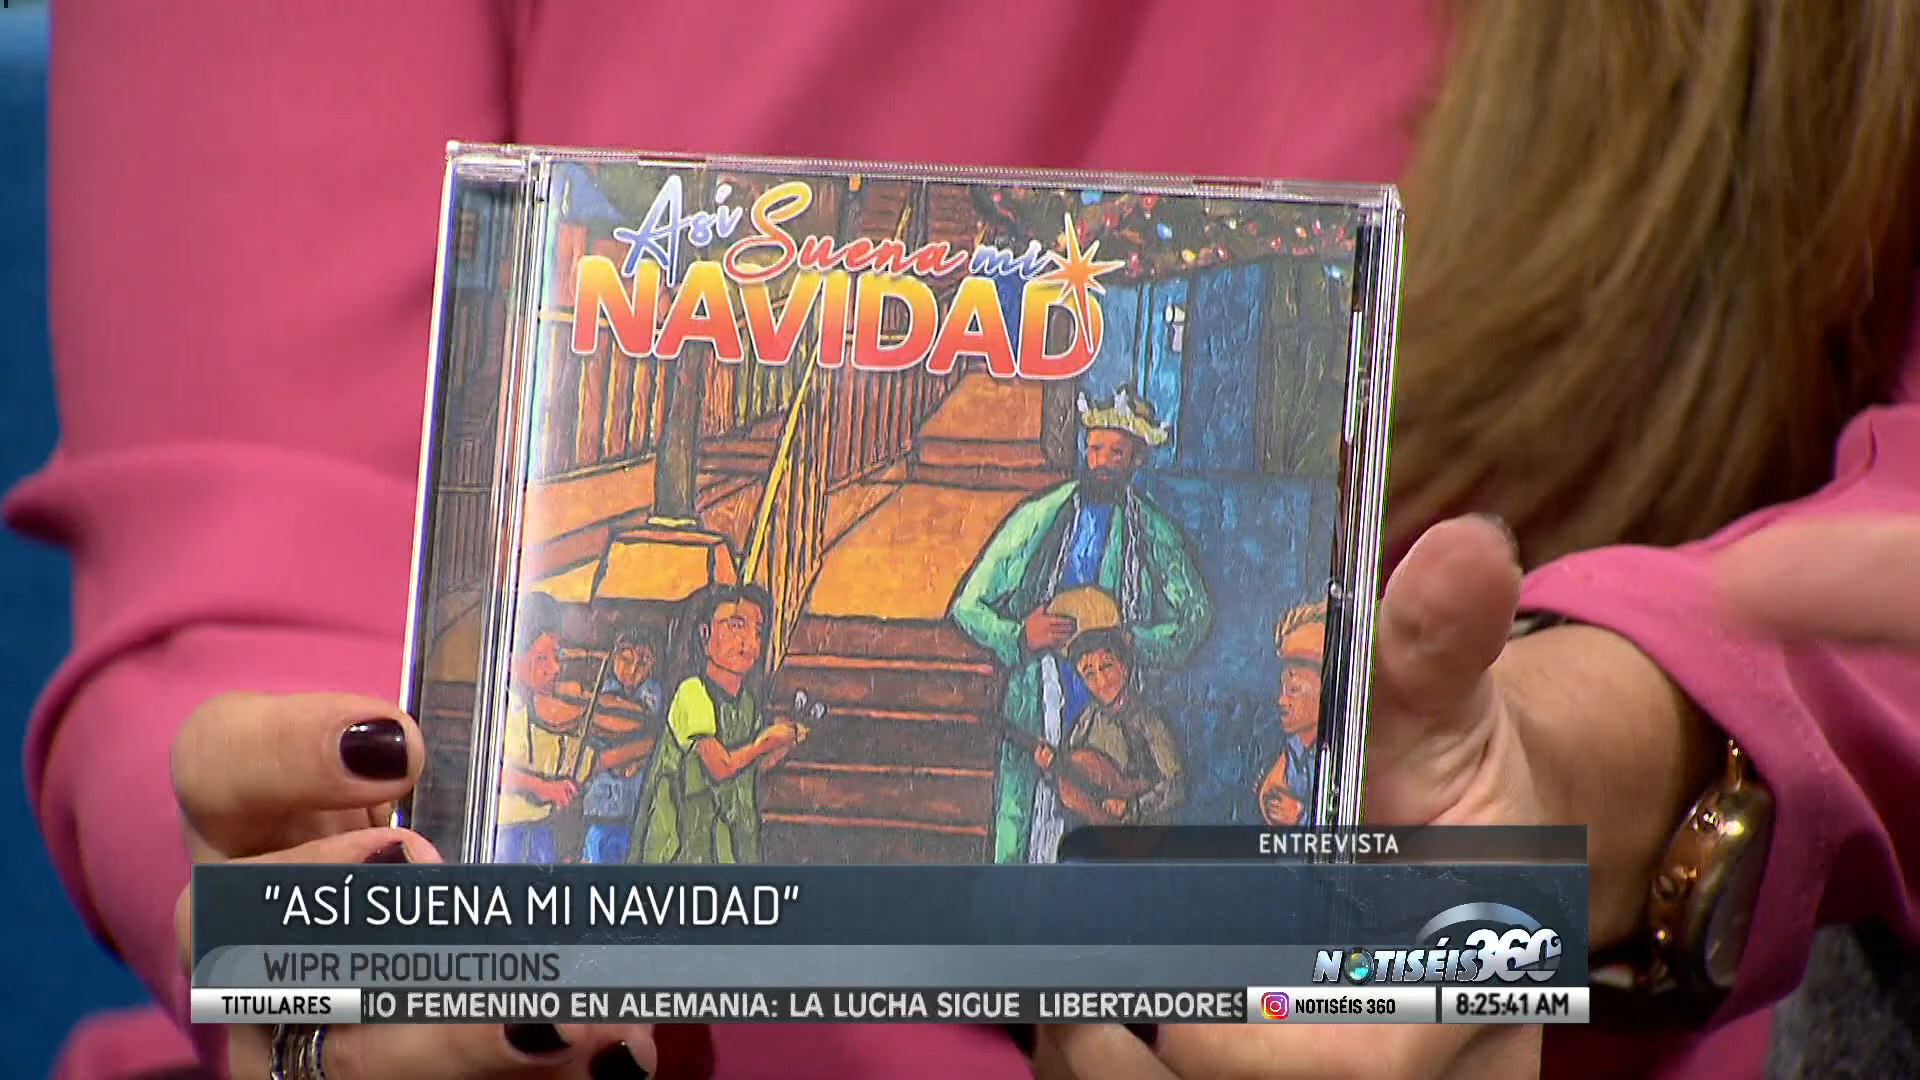 Así Suena mi
NAVIDAD
ENTREVISTA
"ASÍ SUENA MI NAVIDAD"
WIPR PRODUCTIONS
NOTISÉIS 360°
TITULARES
IO FEMENINO EN ALEMANIA: LA LUCHA SIGUE LIBERTADORES
NOTISÉIS 360
8:25:41 AM